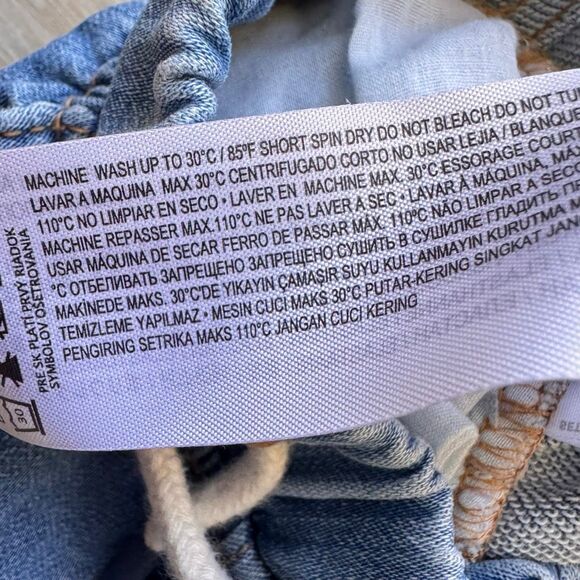 MACHINE WASH UP TO 30°C / 85°F SHORT SPIN DRY DO NOT BLEACH DO NOT TU
LAVAR A MAQUINA MAX 30°C CENTRIFUGADO CORTO NO USAR LEJIA / BLANQUE
110°C NO LIMPIAR EN SECO • LAVER EN MACHINE MAX. 30°C ESSORAGE COURT
MACHINE REPASSER MAX.110°C NE PAS LAVER A SEC • LAVAR À MÁQUINA. MÁX
USAR MÁQUINA DE SECAR FERRO DE PASSAR MÁX. 110°C NÃO LIMPAR A SE
°C ОТБЕЛИВАТЬ ЗАПРЕЩЕНО ЗАПРЕЩЕНО СУШИТЬ В СУШИЛКЕ ГЛАДИТЬ П
MAKİNEDE MAKS. 30°C'DE YIKAYIN ÇAMASIR SUYU KULLANMAYIN KURUTMA M
TEMİZLEME YAPILMAZ • MESIN CUCI MAKS 30°C PUTAR-KERING SINGKAT JAN
PENGIRING SETRIKA MAKS 110°C JANGAN CUCI KERING
PRE SK PLATÍ PRVÝ RIADOK
SYMBOLOV OŠETROVANIA
30